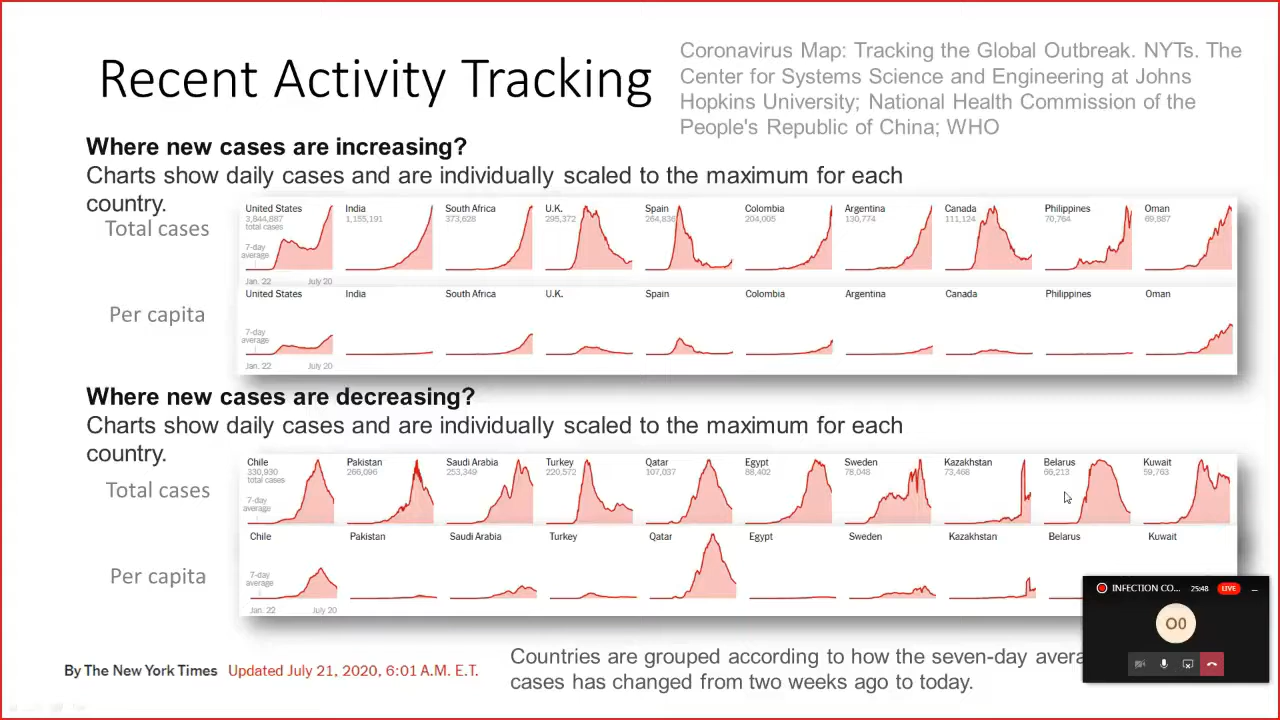 Recent Activity Tracking
Coronavirus Map: Tracking the Global Outbreak. NYTs. The
Center for Systems Science and Engineering at Johns
Hopkins University; National Health Commission of the
People's Republic of China; WHO
Where new cases are increasing?
Charts show daily cases and are individually scaled to the maximum for each
country.
Total cases
United States India South Africa U.K. Spain Colombia Argentina Canada Philippines Oman
3,844,887 1,155,191 373,628 295,372 264,836 204,005 130,774 111,124 70,764 69,887
total cases
7-day
average
Jan. '22 July 20
Per capita
United States India South Africa U.K. Spain Colombia Argentina Canada Philippines Oman
7-day
average
Jan. '22 July 20
Where new cases are decreasing?
Charts show daily cases and are individually scaled to the maximum for each
country.
Total cases
Chile Pakistan Saudi Arabia Turkey Qatar Egypt Sweden Kazakhstan Belarus Kuwait
330,930 266,096 253,349 220,572 107,037 88,402 78,048 73,468 66,213 59,763
total cases
7-day
average
Per capita
Chile Pakistan Saudi Arabia Turkey Qatar Egypt Sweden Kazakhstan Belarus Kuwait
7-day
average
Jan. '22 July 20
INFECTION CO... 25:48 LIVE
O0
By The New York Times Updated July 21, 2020, 6:01 A.M. E.T.
Countries are grouped according to how the seven-day avera
cases has changed from two weeks ago to today.